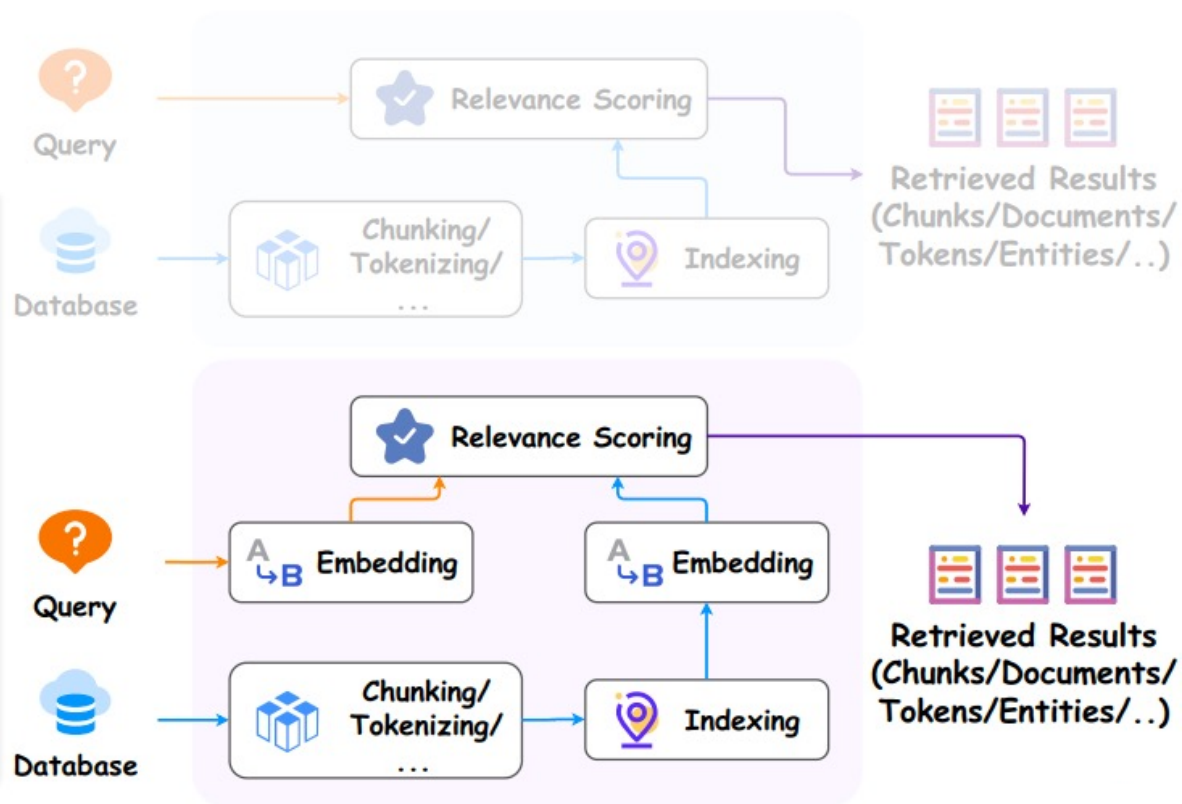 Query
Relevance Scoring
Retrieved Results
(Chunks/Documents/
Tokens/Entities/..)
Database
Chunking/
Tokenizing/
...
Indexing
Relevance Scoring
Query
A
B
Embedding
A
B
Embedding
Retrieved Results
(Chunks/Documents/
Tokens/Entities/..)
Database
Chunking/
Tokenizing/
...
Indexing